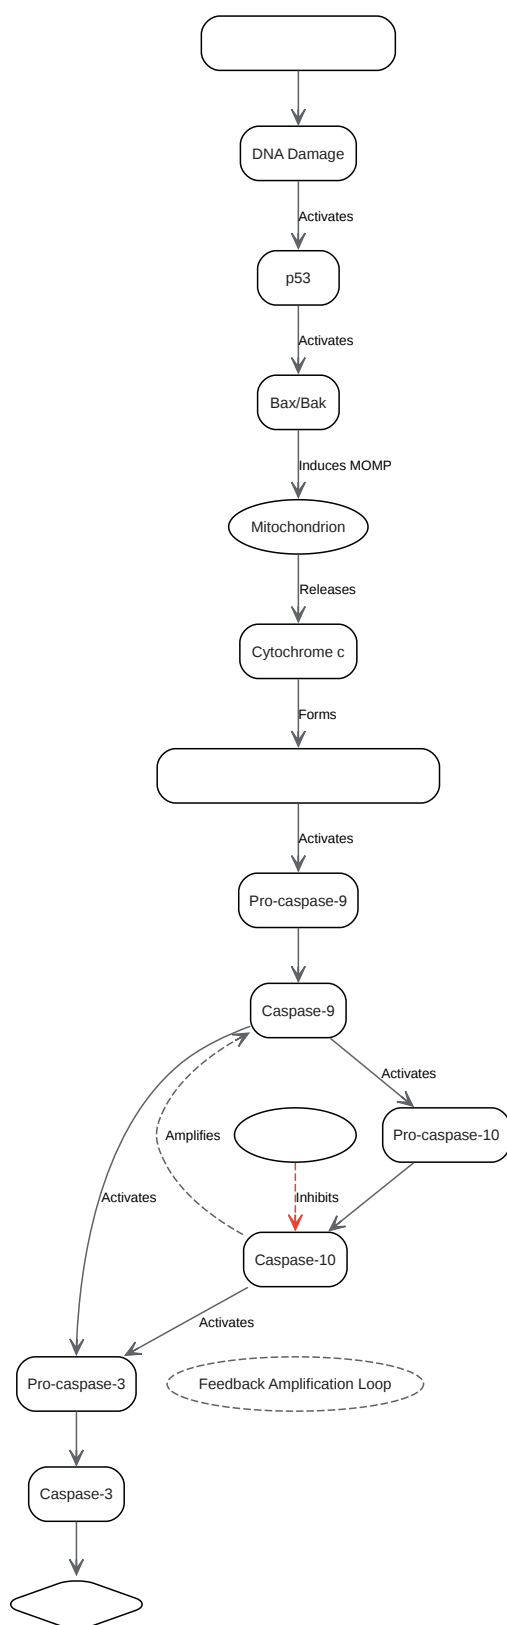 DNA Damage
Activates
p53
Activates
Bax/Bak
Induces MOMP
Mitochondrion
Releases
Cytochrome c
Forms
Activates
Pro-caspase-9
Caspase-9
Activates
Amplifies
Pro-caspase-10
Activates
Inhibits
Caspase-10
Activates
Pro-caspase-3
Feedback Amplification Loop
Caspase-3